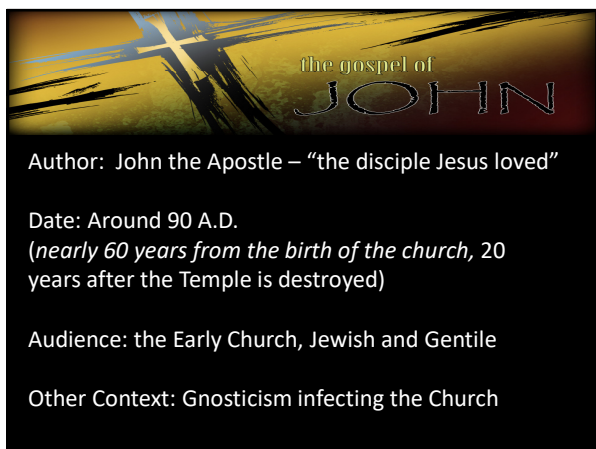 the gospel of
JOHN
Author:  John the Apostle – “the disciple Jesus loved”
Date: Around 90 A.D.
(nearly 60 years from the birth of the church, 20
years after the Temple is destroyed)
Audience: the Early Church, Jewish and Gentile
Other Context: Gnosticism infecting the Church